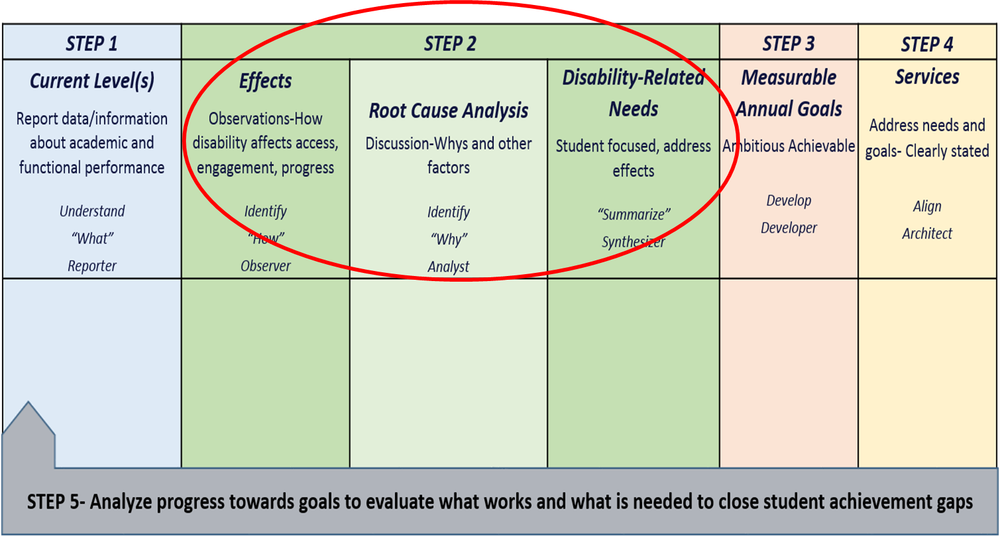 STEP 1
STEP 2
STEP 3
STEP 4
Current Level(s)
Report data/information
about academic and
functional performance
Understand
“What”
Reporter
Effects
Observations-How
disability affects access,
engagement, progress
Identify
“How”
Observer
Root Cause Analysis
Discussion-Whys and other
factors
Identify
“Why”
Analyst
Disability-Related
Needs
Student focused, address
effects
“Summarize”
Synthesizer
Measurable
Annual Goals
Ambitious Achievable
Develop
Developer
Services
Address needs and
goals- Clearly stated
Align
Architect
STEP 5- Analyze progress towards goals to evaluate what works and what is needed to close student achievement gaps